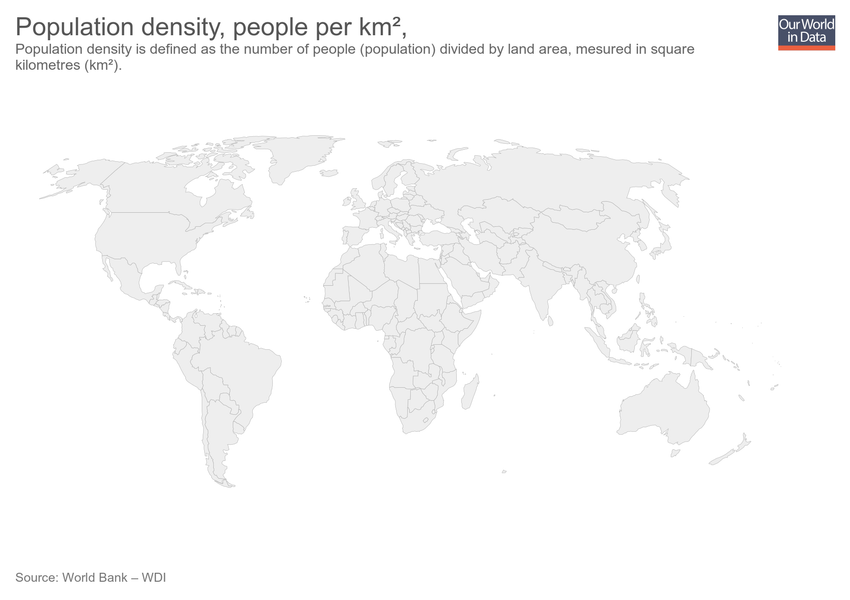 Population density, people per km²,
Population density is defined as the number of people (population) divided by land area, mesured in square
kilometres (km²).
Our World
in Data
Source: World Bank – WDI